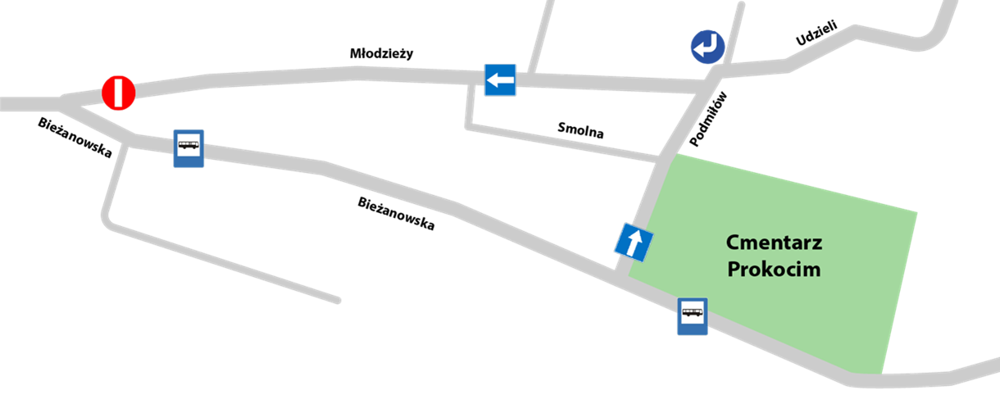 Udzieli
Młodzieży
Podmiłów
Smolna
Bieżanowska
Bieżanowska
Cmentarz
Prokocim